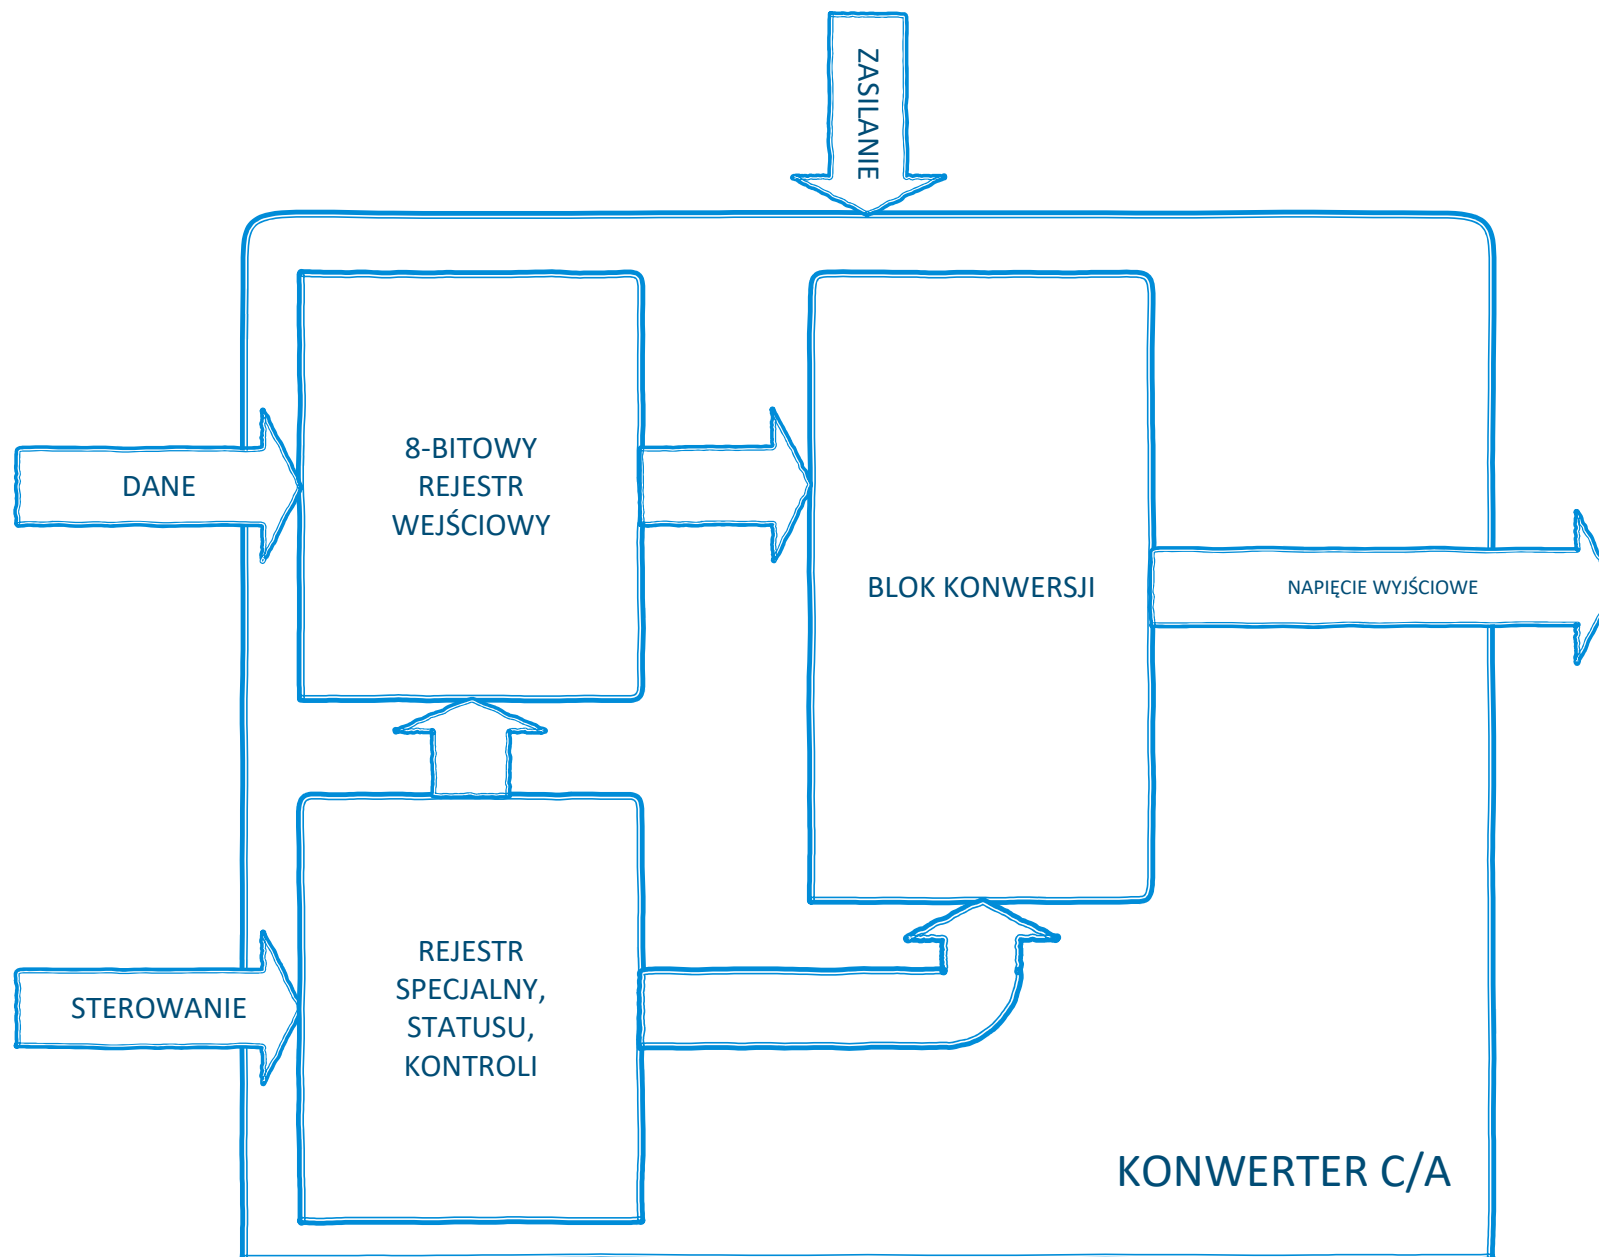 ZASILANIE
8-BITOWY
REJESTR
WEJŚCIOWY
DANE
BLOK KONWERSJI
NAPIĘCIE WYJŚCIOWE
REJESTR
SPECJALNY,
STATUSU,
KONTROLI
STEROWANIE
KONWERTER C/A